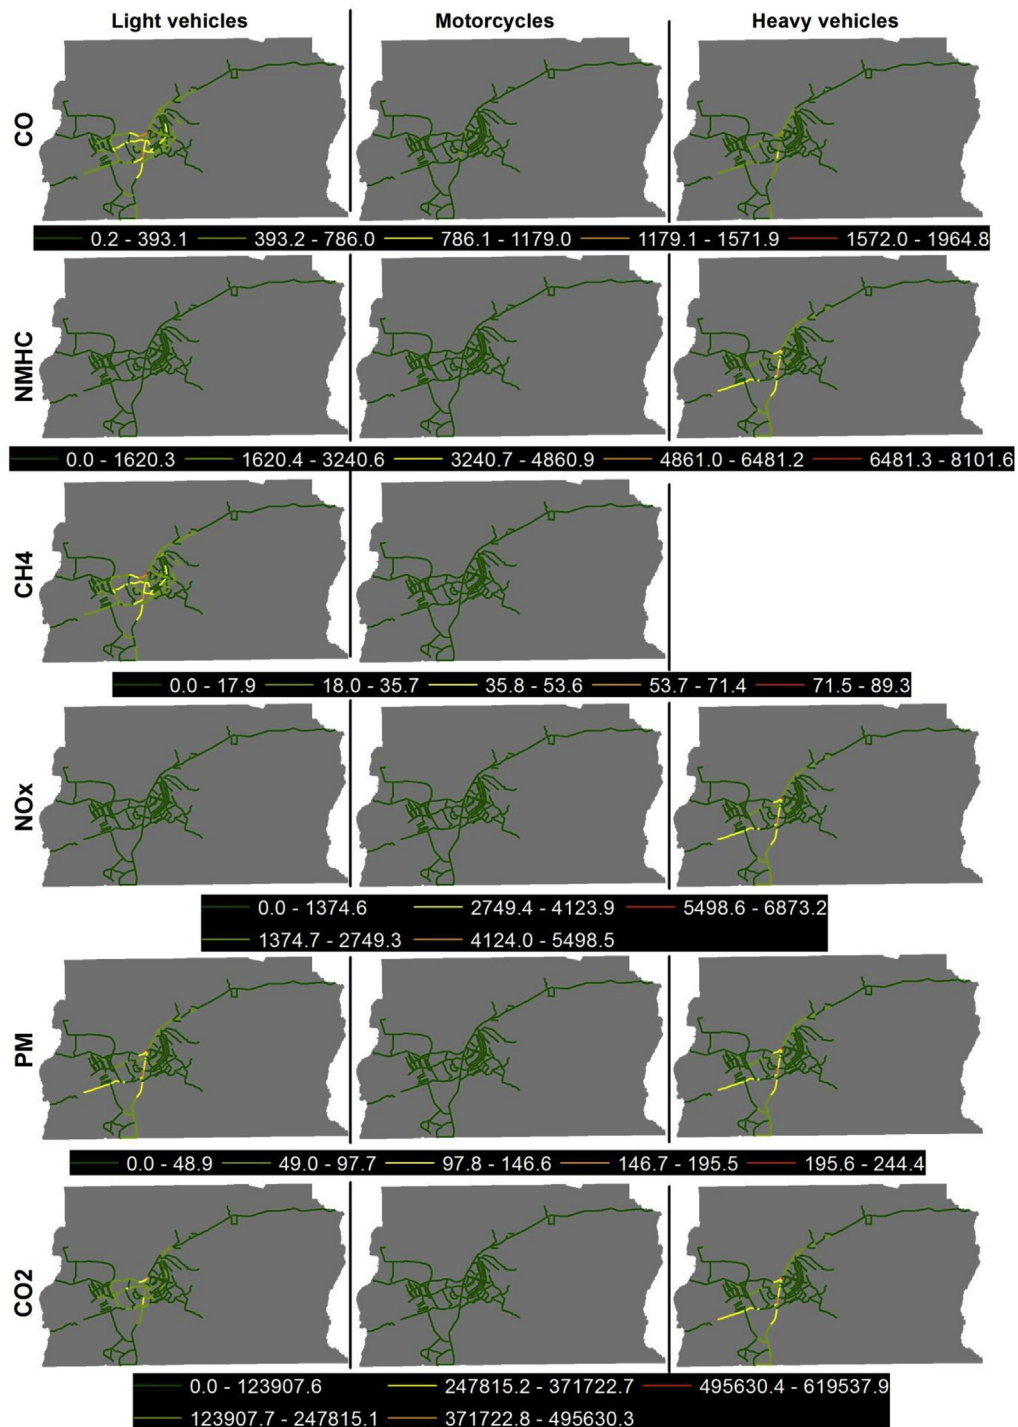 Light vehicles Motorcycles Heavy vehicles
CO
0.2 - 393.1 393.2 - 786.0 786.1 - 1179.0 1179.1 - 1571.9 1572.0 - 1964.8
NMHC
0.0 - 1620.3 1620.4 - 3240.6 3240.7 - 4860.9 4861.0 - 6481.2 6481.3 - 8101.6
CH4
0.0 - 17.9 18.0 - 35.7 35.8 - 53.6 53.7 - 71.4 71.5 - 89.3
NOx
0.0 - 1374.6 2749.4 - 4123.9 5498.6 - 6873.2
1374.7 - 2749.3 4124.0 - 5498.5
PM
0.0 - 48.9 49.0 - 97.7 97.8 - 146.6 146.7 - 195.5 195.6 - 244.4
CO2
0.0 - 123907.6 247815.2 - 371722.7 495630.4 - 619537.9
123907.7 - 247815.1 371722.8 - 495630.3